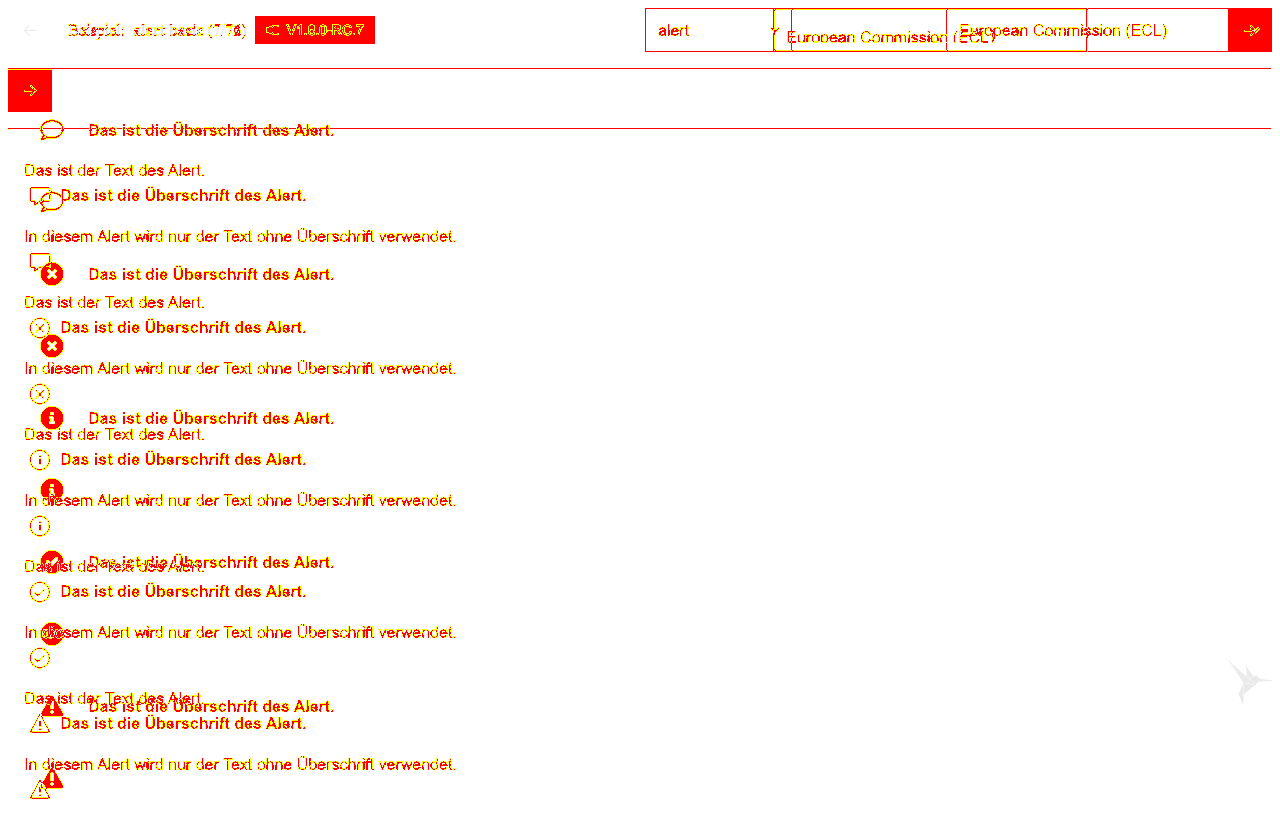 Beispiel: alert basic
V1.0.0-RC.7
alert
European Commission (ECL)
European Commission (ECL)
Das ist die Überschrift des Alert.
Das ist der Text des Alert.
Das ist die Überschrift des Alert.
In diesem Alert wird nur der Text ohne Überschrift verwendet.
Das ist die Überschrift des Alert.
Das ist der Text des Alert.
Das ist die Überschrift des Alert.
In diesem Alert wird nur der Text ohne Überschrift verwendet.
Das ist die Überschrift des Alert.
Das ist der Text des Alert.
Das ist die Überschrift des Alert.
In diesem Alert wird nur der Text ohne Überschrift verwendet.
Das ist die Überschrift des Alert.
Das ist der Text des Alert.
Das ist die Überschrift des Alert.
In diesem Alert wird nur der Text ohne Überschrift verwendet.
Das ist der Text des Alert.
Das ist die Überschrift des Alert.
Das ist die Überschrift des Alert.
In diesem Alert wird nur der Text ohne Überschrift verwendet.